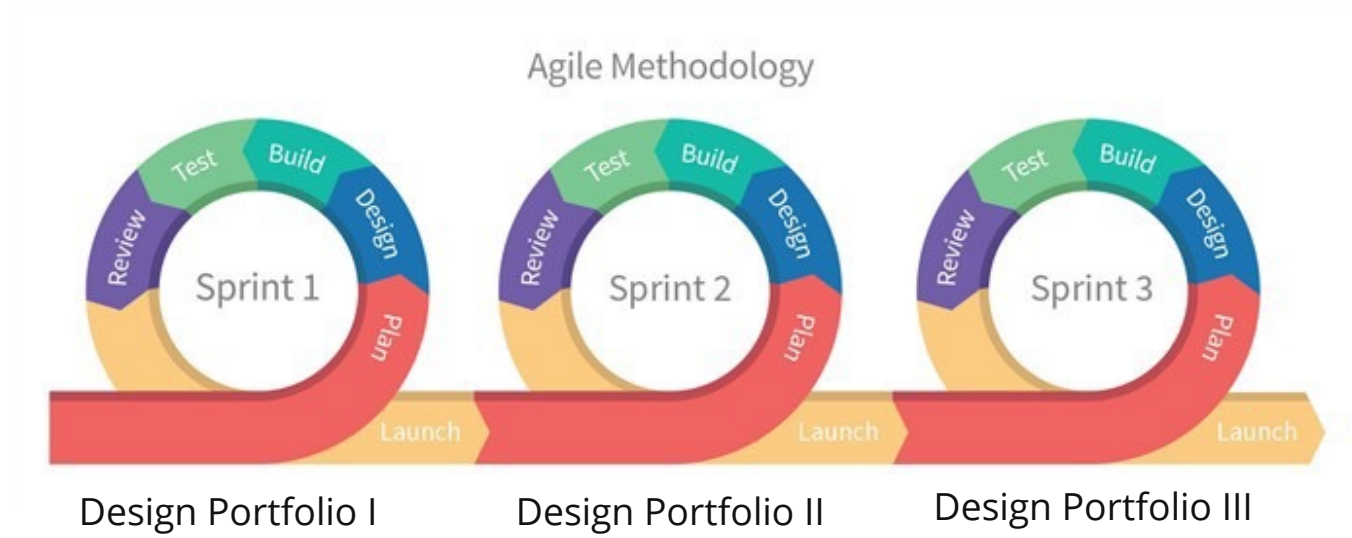 Agile Methodology
Test
Build
Review
Design
Sprint 1
Plan
Launch
Test
Build
Review
Design
Sprint 2
Plan
Launch
Test
Build
Review
Design
Sprint 3
Plan
Launch
Design Portfolio I
Design Portfolio II
Design Portfolio III